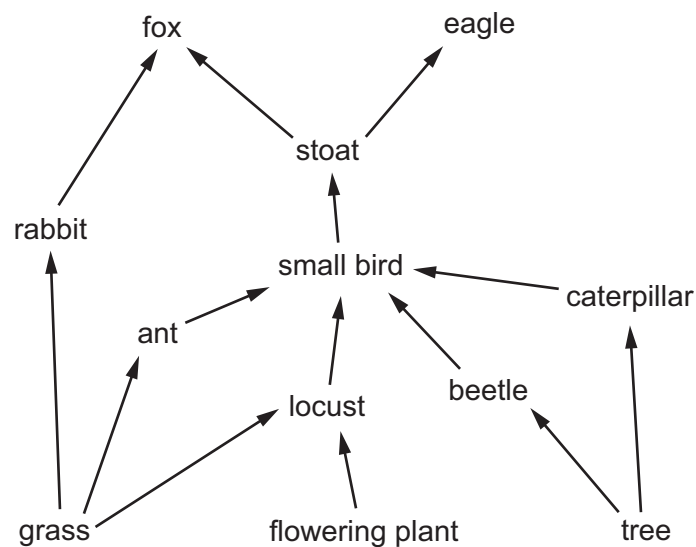 fox
eagle
stoat
rabbit
small bird
caterpillar
ant
beetle
locust
grass
flowering plant
tree